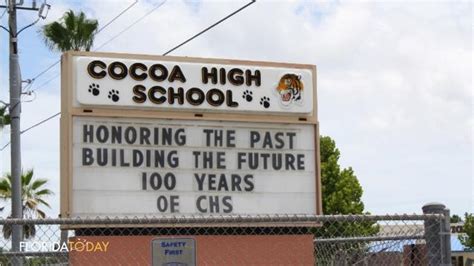 COCOA HIGH
SCHOOL
HONORING THE PAST
BUILDING THE FUTURE
100 YEARS
OF CHS
SAFETY
FIRST
FLORIDA TODAY